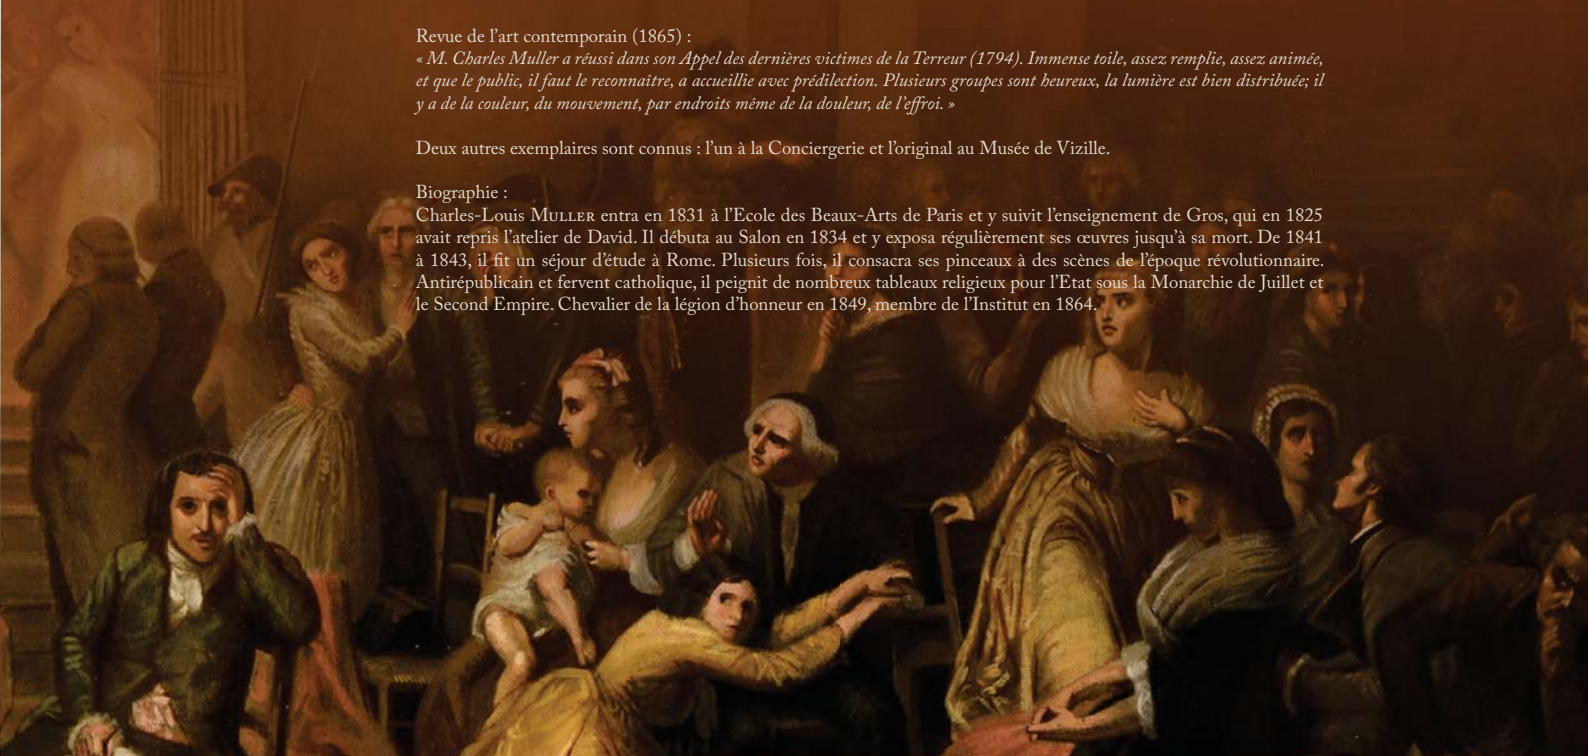 Revue de l’art contemporain (1865) :
« M. Charles Muller a réussi dans son Appel des dernières victimes de la Terreur (1794). Immense toile, assez remplie, assez animée,
et que le public, il faut le reconnaître, a accueillie avec prédilection. Plusieurs groupes sont heureux, la lumière est bien distribuée; il
y a de la couleur, du mouvement, par endroits même de la douleur, de l’effroi. »
Deux autres exemplaires sont connus : l’un à la Conciergerie et l’original au Musée de Vizille.
Biographie :
Charles-Louis Muller entra en 1831 à l’Ecole des Beaux-Arts de Paris et y suivit l’enseignement de Gros, qui en 1825
avait repris l’atelier de David. Il débuta au Salon en 1834 et y exposa régulièrement ses œuvres jusqu’à sa mort. De 1841
à 1843, il fit un séjour d’étude à Rome. Plusieurs fois, il consacra ses pinceaux à des scènes de l’époque révolutionnaire.
Antirépublicain et fervent catholique, il peignit de nombreux tableaux religieux pour l’Etat sous la Monarchie de Juillet et
le Second Empire. Chevalier de la légion d’honneur en 1849, membre de l’Institut en 1864.